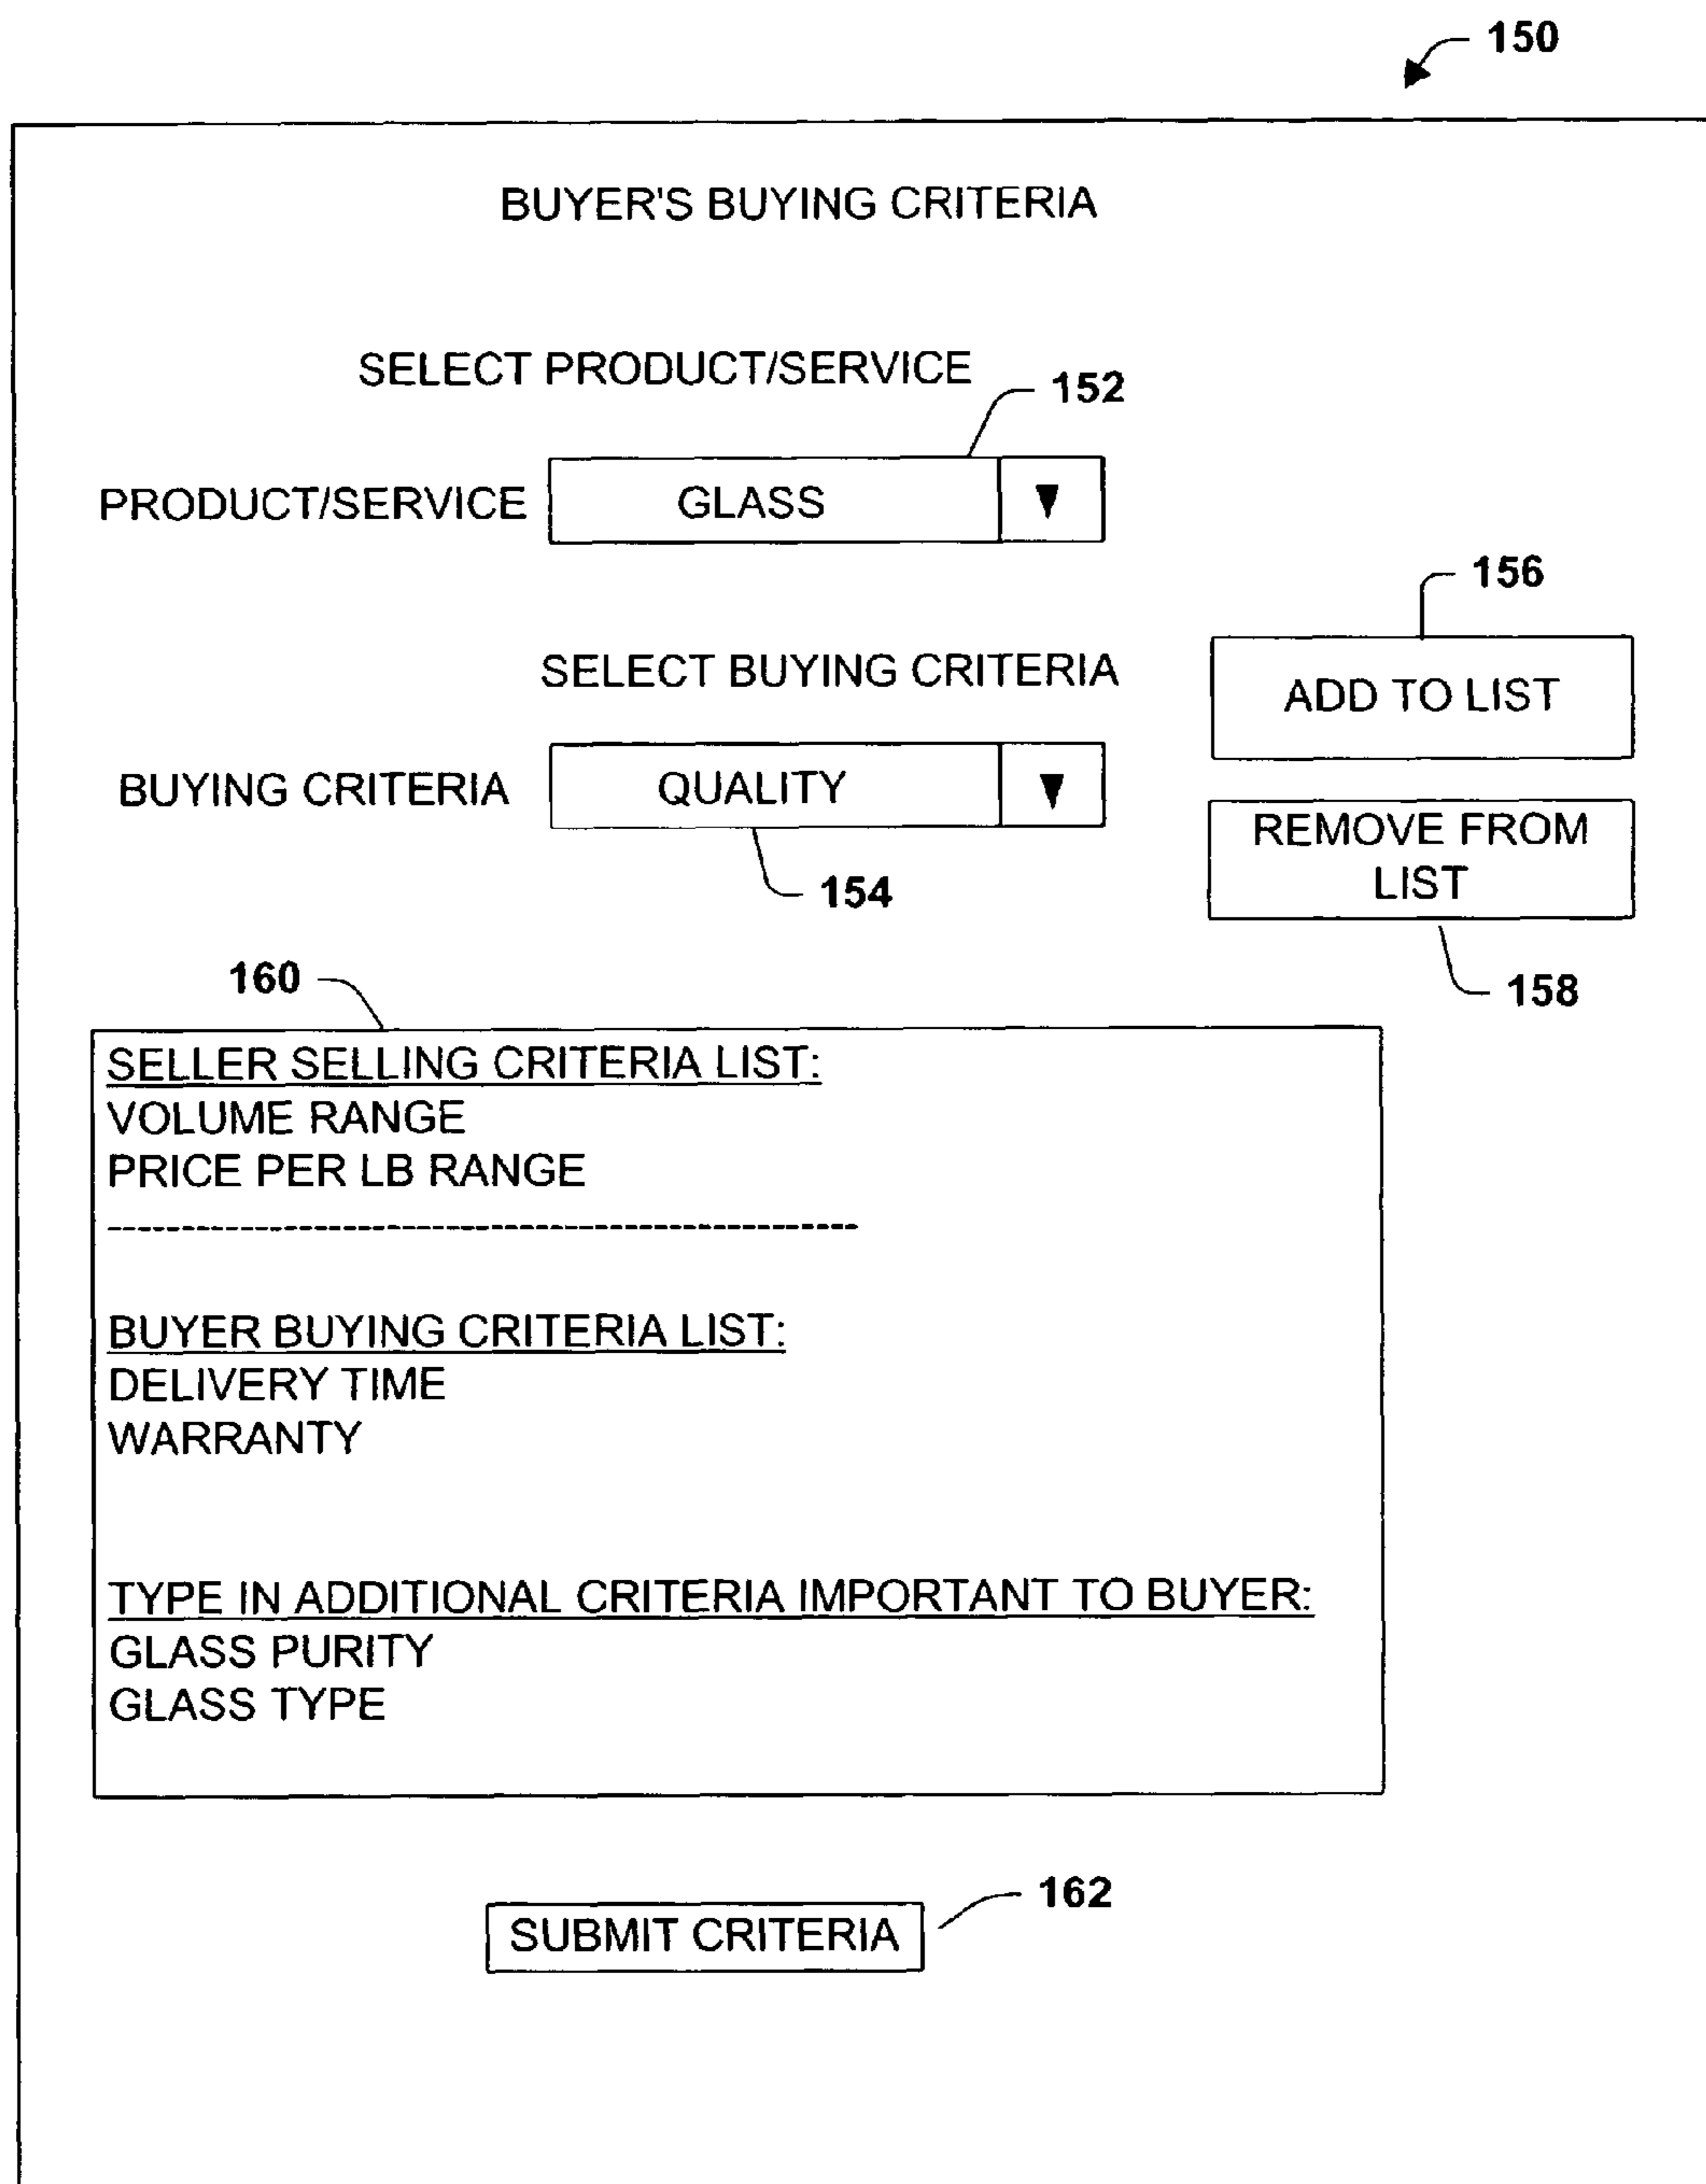 150
BUYER'S BUYING CRITERIA
SELECT PRODUCT/SERVICE
152
PRODUCT/SERVICE GLASS
156
SELECT BUYING CRITERIA
ADD TO LIST
BUYING CRITERIA QUALITY
REMOVE FROM
LIST
154
158
160
SELLER SELLING CRITERIA LIST:
VOLUME RANGE
PRICE PER LB RANGE
----------------------------------------------
BUYER BUYING CRITERIA LIST:
DELIVERY TIME
WARRANTY
TYPE IN ADDITIONAL CRITERIA IMPORTANT TO BUYER:
GLASS PURITY
GLASS TYPE
162
SUBMIT CRITERIA